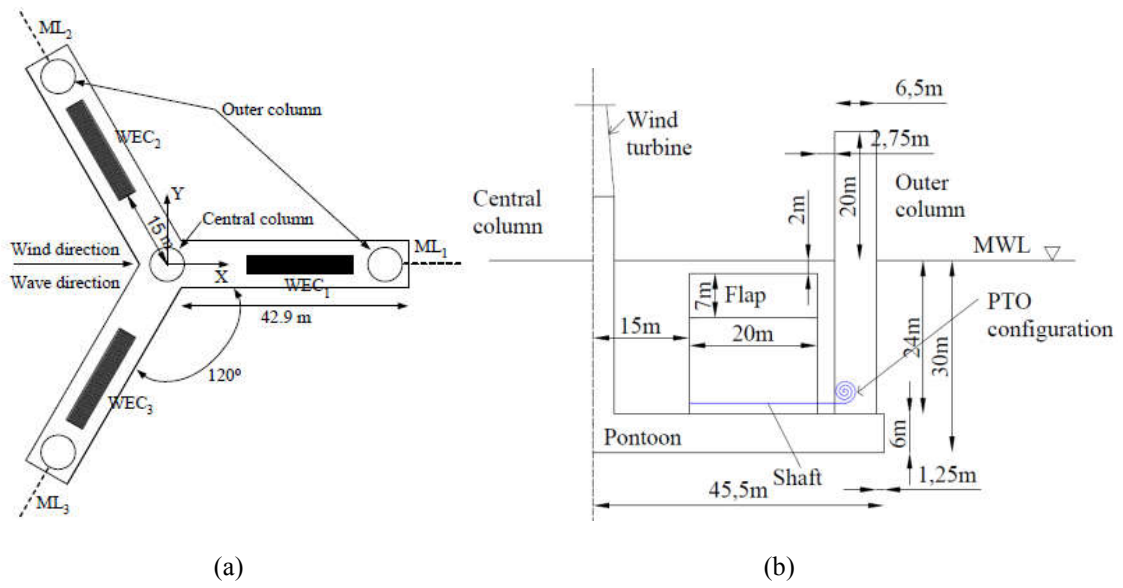 ML2
Outer column
WEC2
Y
15 m
Central column
Wind direction
ML1
X
Wave direction
WEC1
42.9 m
120º
WEC3
ML3
(a)
6,5m
Wind
turbine
2,75m
Central
column
2m
20m
Outer
column
MWL
7m
Flap
PTO
configuration
15m
20m
24m
30m
Pontoon
6m
Shaft
1,25m
45,5m
(b)